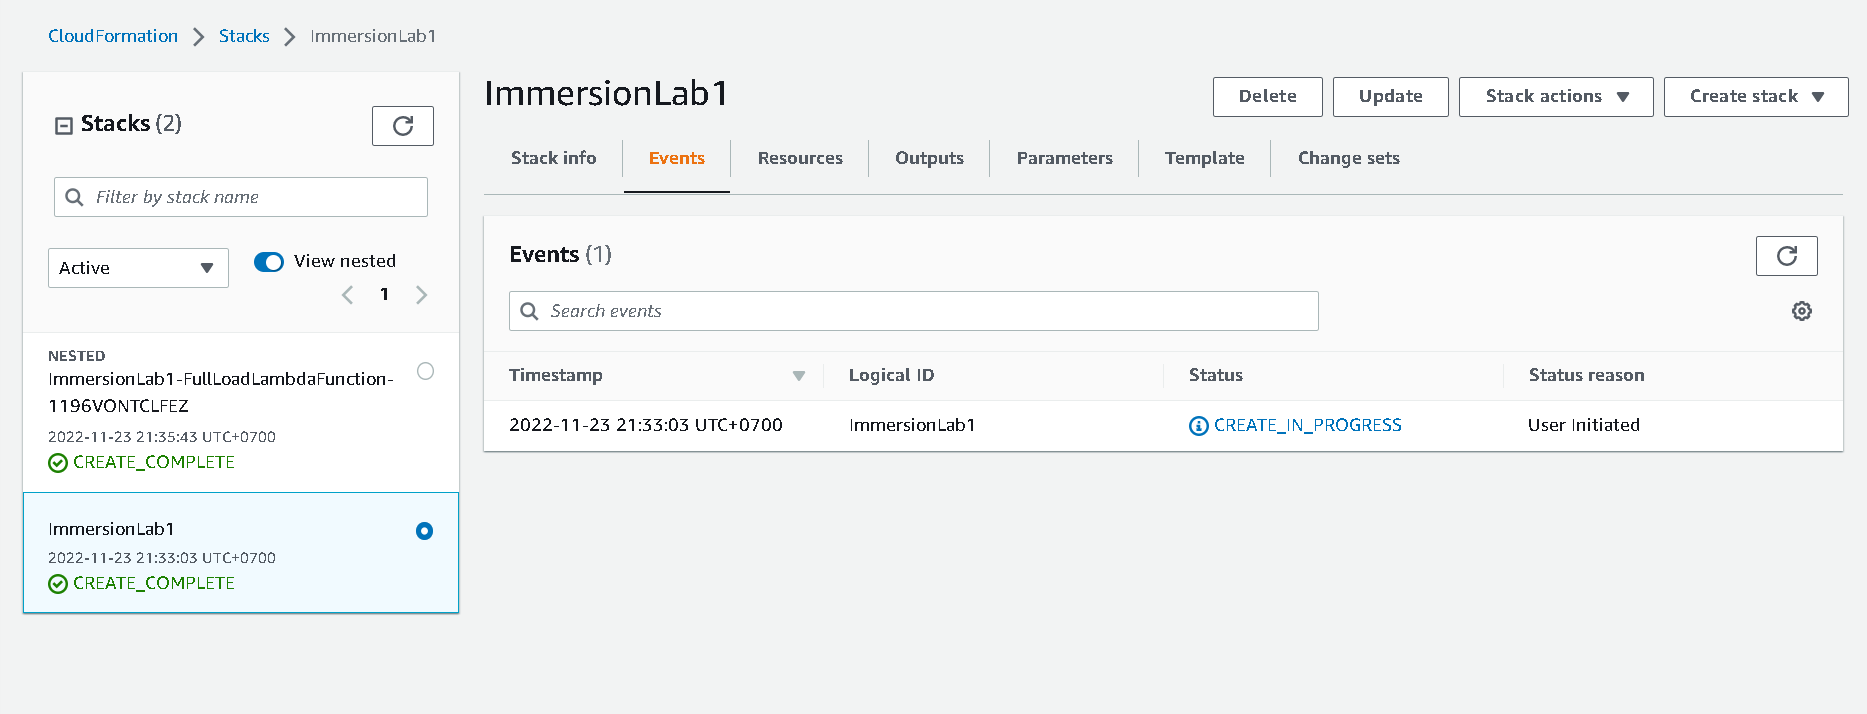 CloudFormation > Stacks > ImmersionLab1
Stacks (2)
Filter by stack name
Active
View nested
1
NESTED
ImmersionLab1-FullLoadLambdaFunction-
1196VONTCLFEZ
2022-11-23 21:35:43 UTC+0700
CREATE_COMPLETE
ImmersionLab1
2022-11-23 21:33:03 UTC+0700
CREATE_COMPLETE
ImmersionLab1
Delete Update Stack actions Create stack
Stack info Events Resources Outputs Parameters Template Change sets
Events (1)
Search events
Timestamp Logical ID Status Status reason
2022-11-23 21:33:03 UTC+0700 ImmersionLab1 CREATE_IN_PROGRESS User Initiated